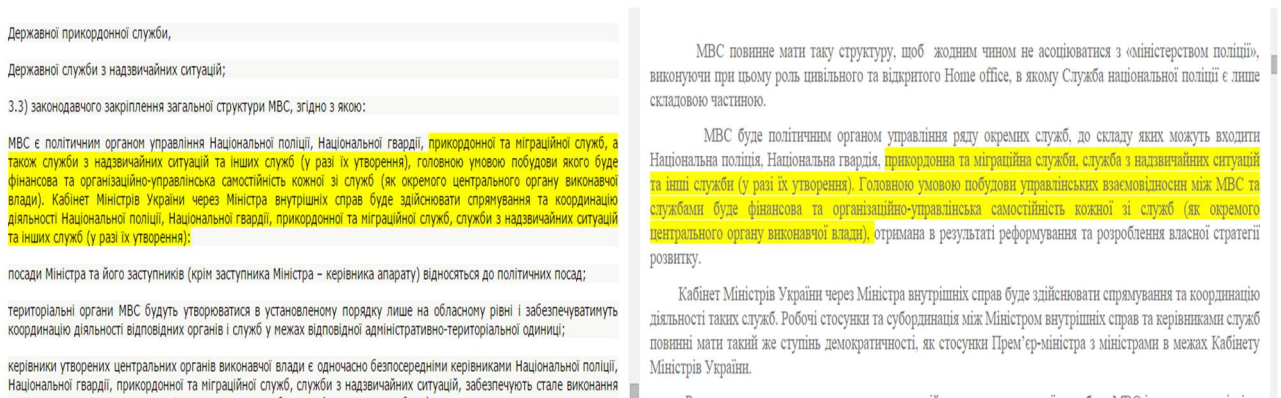 Державної прикордонної служби,
Державної служби з надзвичайних ситуацій;
3.3) законодавчого закріплення загальної структури МВС, згідно з якою:
МВС є політичним органом управління Національної поліції, Національної гвардії, прикордонної та міграційної служб, а
також служби з надзвичайних ситуацій та інших служб (у разі їх утворення), головною умовою побудови якого буде
фінансова та організаційно-управлінська самостійність кожної зі служб (як окремого центрального органу виконавчої
влади). Кабінет Міністрів України через Міністра внутрішніх справ буде здійснювати спрямування та координацію
діяльності Національної поліції, Національної гвардії, прикордонної та міграційної служб, служби з надзвичайних ситуацій
та інших служб (у разі їх утворення):
посади Міністра та його заступників (крім заступника Міністра – керівника апарату) відносяться до політичних посад;
територіальні органи МВС будуть утворюватися в установленому порядку лише на обласному рівні і забезпечуватимуть
координацію діяльності відповідних органів і служб у межах відповідної адміністративно-територіальної одиниці;
керівники утворених центральних органів виконавчої влади є одночасно безпосередніми керівниками Національної поліції,
Національної гвардії, прикордонної та міграційної служб, служби з надзвичайних ситуацій, забезпечують стале виконання
МВС повинне мати таку структуру, щоб жодним чином не асоціюватися з «міністерством поліції»,
виконуючи при цьому роль цивільного та відкритого Home office, в якому Служба національної поліції є лише
складовою частиною.
МВС буде політичним органом управління ряду окремих служб, до складу яких можуть входити
Національна поліція, Національна гвардія, прикордонна та міграційна служби, служба з надзвичайних ситуацій
та інші служби (у разі їх утворення). Головною умовою побудови управлінських взаємовідносин між МВС та
службами буде фінансова та організаційно-управлінська самостійність кожної зі служб (як окремого
центрального органу виконавчої влади), отримана в результаті реформування та розроблення власної стратегії
розвитку.
Кабінет Міністрів України через Міністра внутрішніх справ буде здійснювати спрямування та координацію
діяльності таких служб. Робочі стосунки та субординація між Міністром внутрішніх справ та керівниками служб
повинні мати такий же ступінь демократичності, як стосунки Прем’єр-міністра з міністрами в межах Кабінету
Міністрів України.